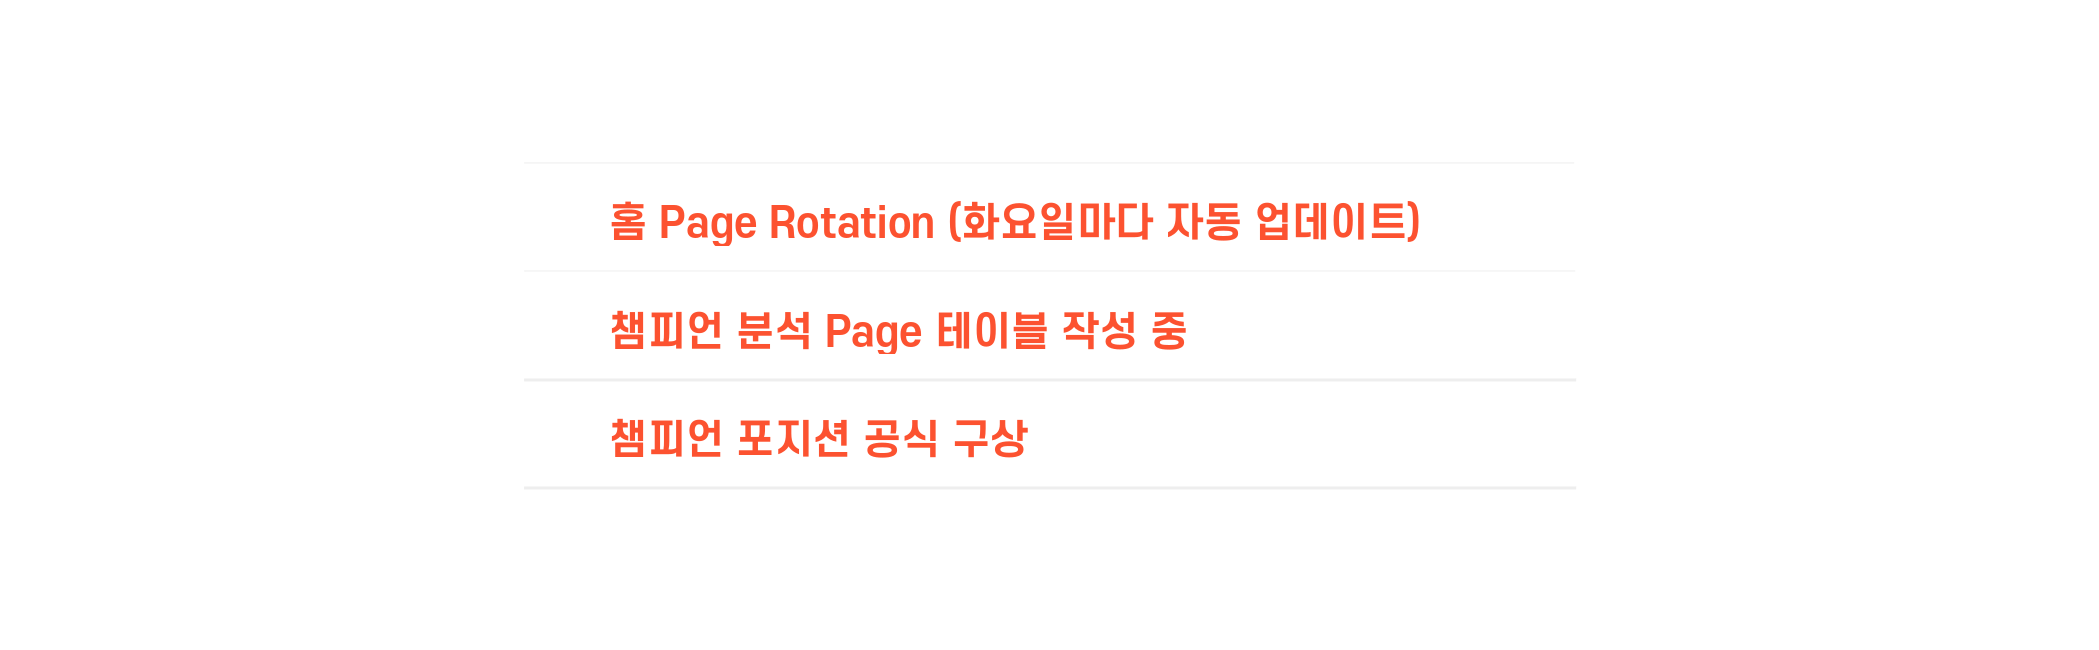 홈 Page Rotation (화요일마다 자동 업데이트)
챔피언 분석 Page 테이블 작성 중
챔피언 포지션 공식 구상